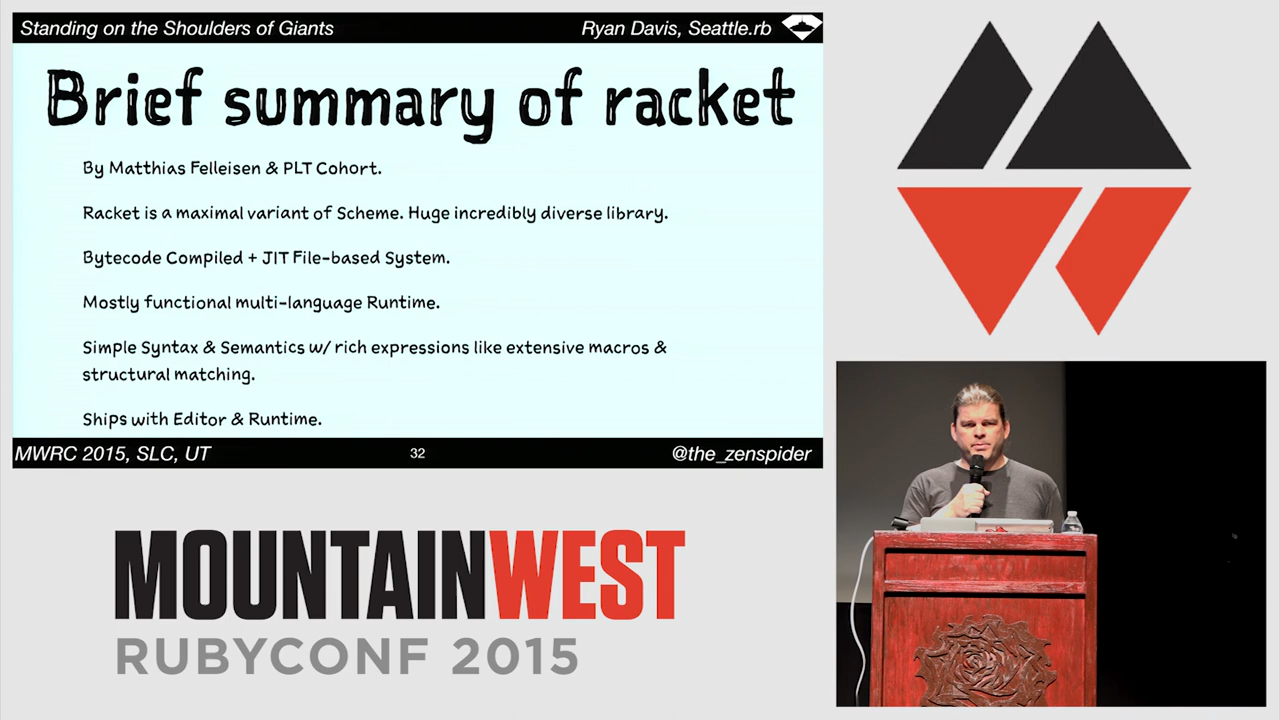 Standing on the Shoulders of Giants
Ryan Davis, Seattle.rb
Brief summary of racket
By Matthias Felleisen & PLT Cohort.
Racket is a maximal variant of Scheme. Huge incredibly diverse library.
Bytecode Compiled + JIT File-based System.
Mostly functional multi-language Runtime.
Simple Syntax & Semantics w/ rich expressions like extensive macros &
structural matching.
Ships with Editor & Runtime.
MWRC 2015, SLC, UT
32
@the_zenspider
MOUNTAINWEST
RUBYCONF 2015